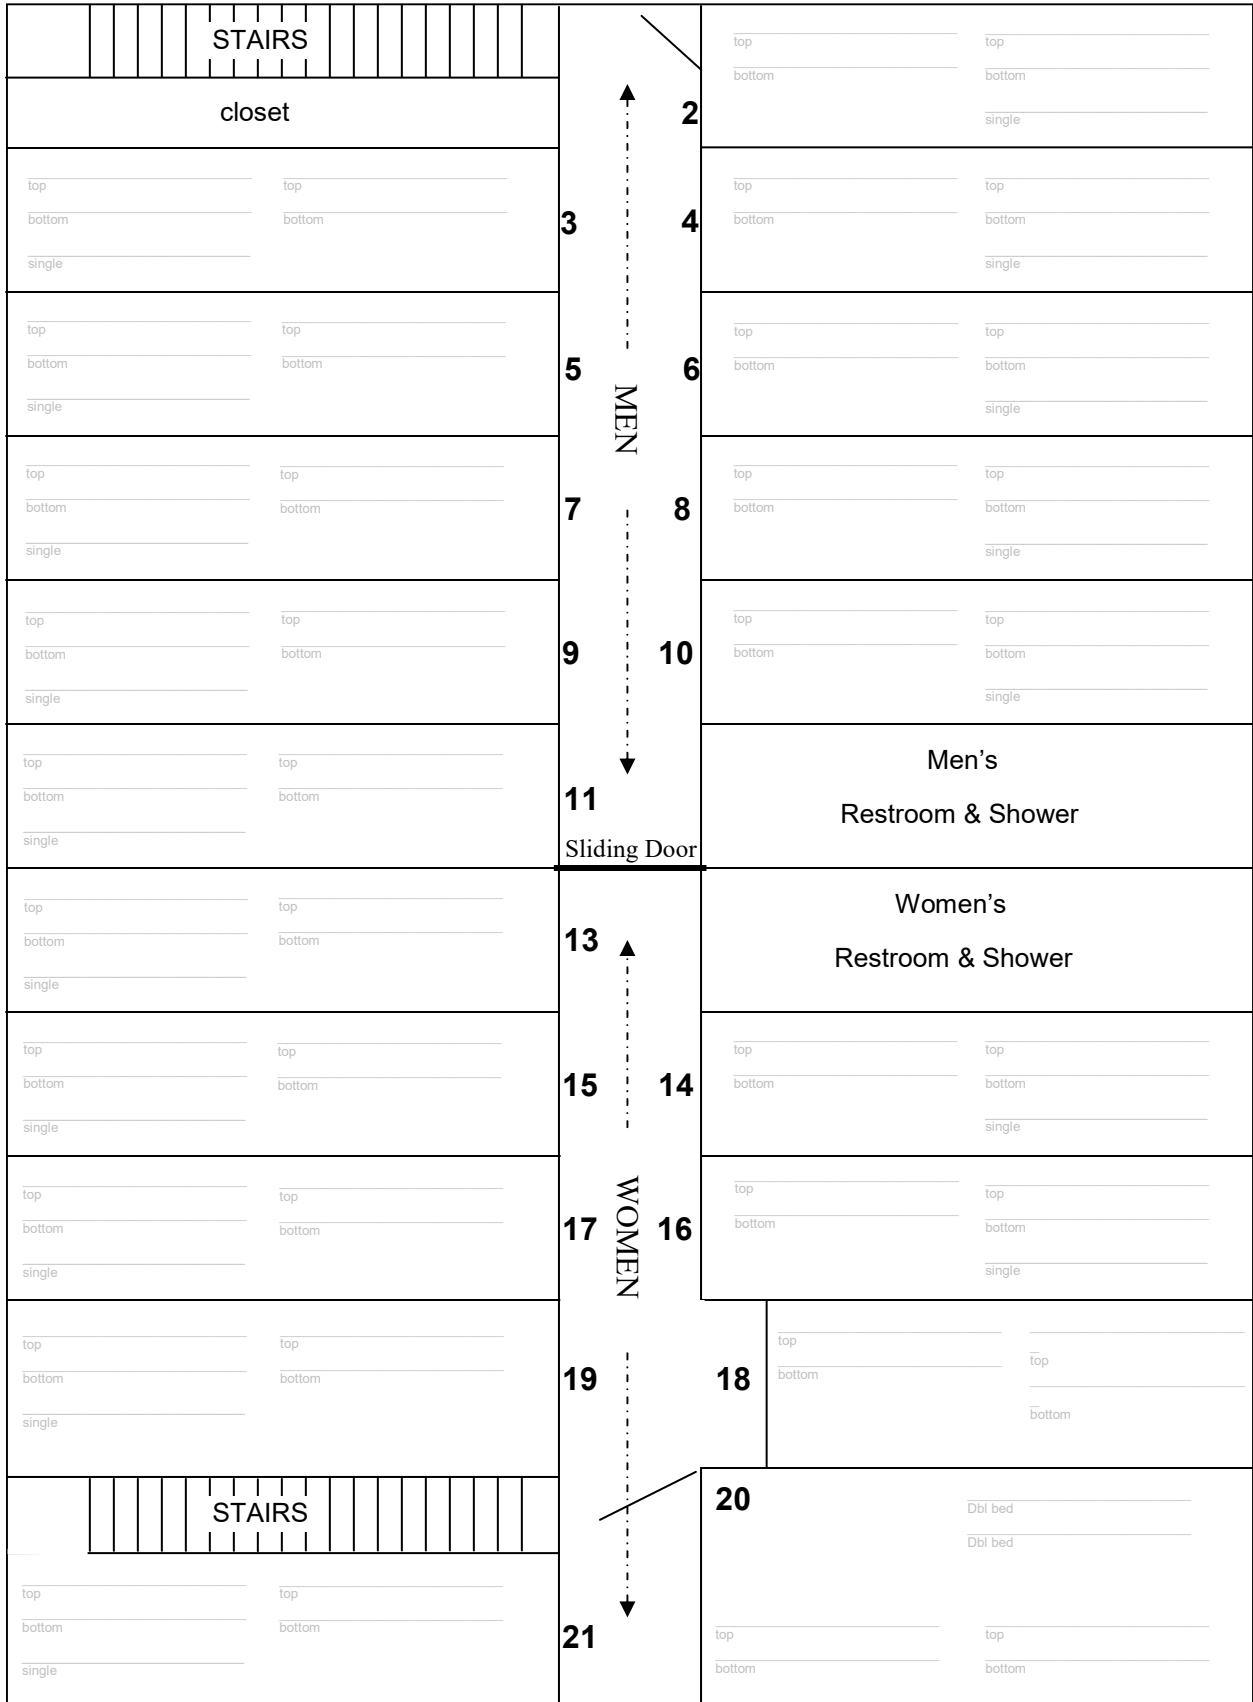 STAIRS
closet
top top
bottom bottom
single
2
top top
bottom bottom
single
3
top top
bottom bottom
single
4
top top
bottom bottom
single
5
top top
bottom bottom
single
6
MEN
top top
bottom bottom
single
7
top top
bottom bottom
single
8
top top
bottom bottom
single
9
top top
bottom bottom
single
10
top top
bottom bottom
single
11
Men’s
Restroom & Shower
Sliding Door
top top
bottom bottom
single
13
Women’s
Restroom & Shower
top top
bottom bottom
single
15
top top
bottom bottom
single
14
top top
bottom bottom
single
17
WOMEN
top top
bottom bottom
single
16
top top
bottom bottom
single
19
top top
bottom bottom
18
STAIRS
20
Dbl bed
Dbl bed
top top
bottom bottom
single
21
top top
bottom bottom